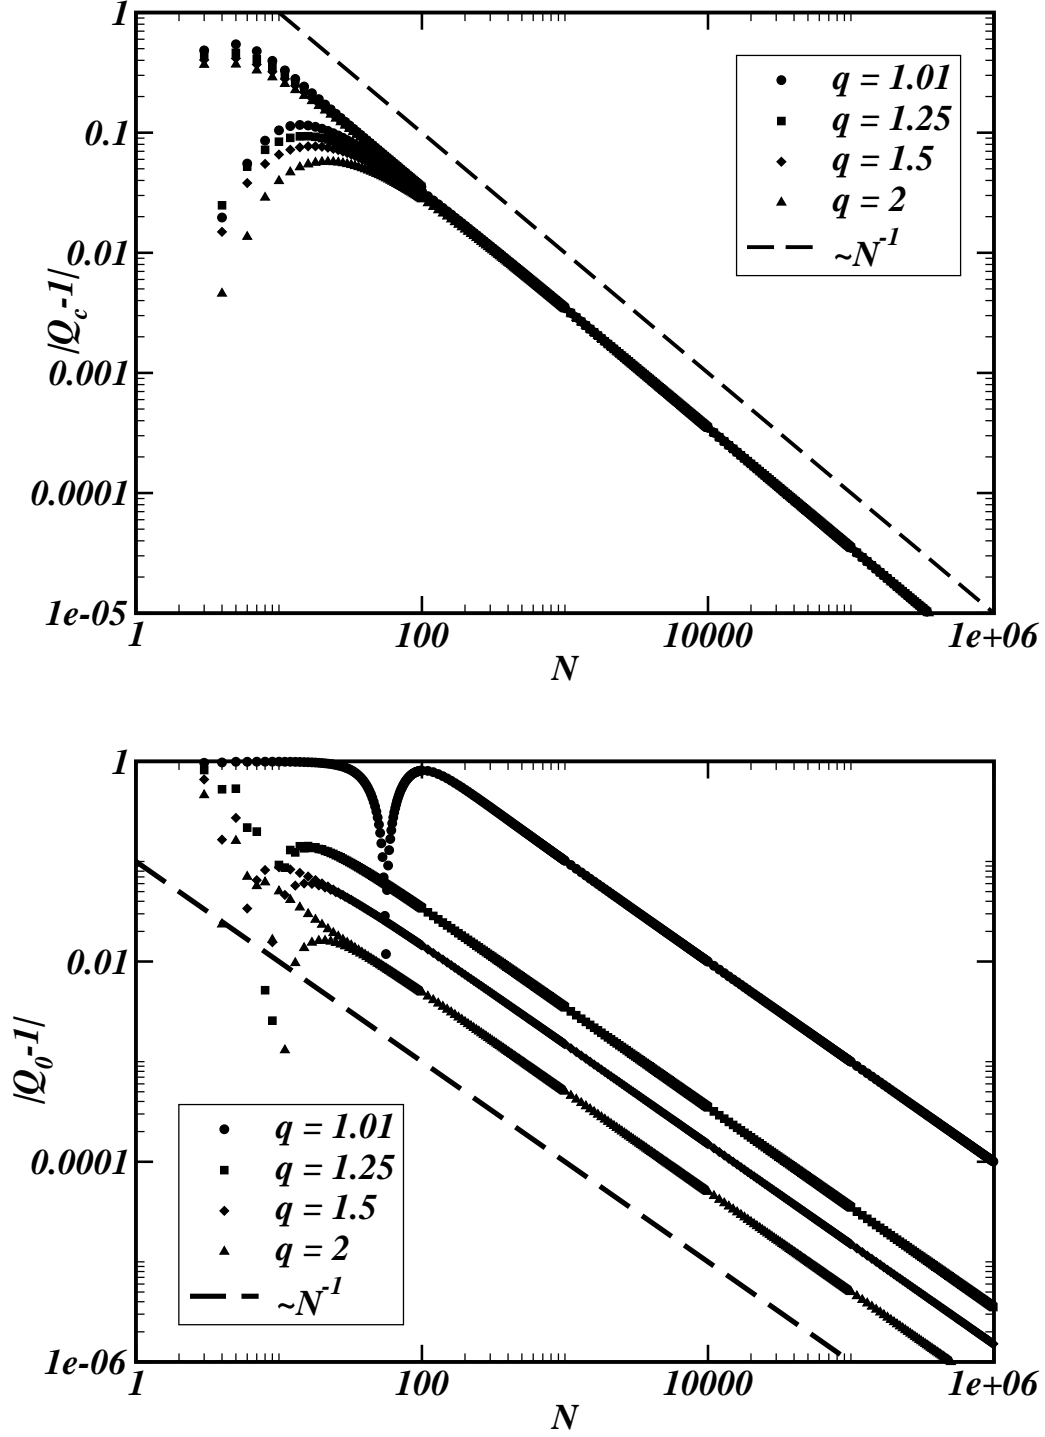 1
0.1
0.01
0.001
0.0001
1e-05
|Q_c-1|
q = 1.01
q = 1.25
q = 1.5
q = 2
~N^-1
1 100 10000 1e+06
N
1
0.01
0.0001
1e-06
|Q_0-1|
q = 1.01
q = 1.25
q = 1.5
q = 2
~N^-1
1 100 10000 1e+06
N